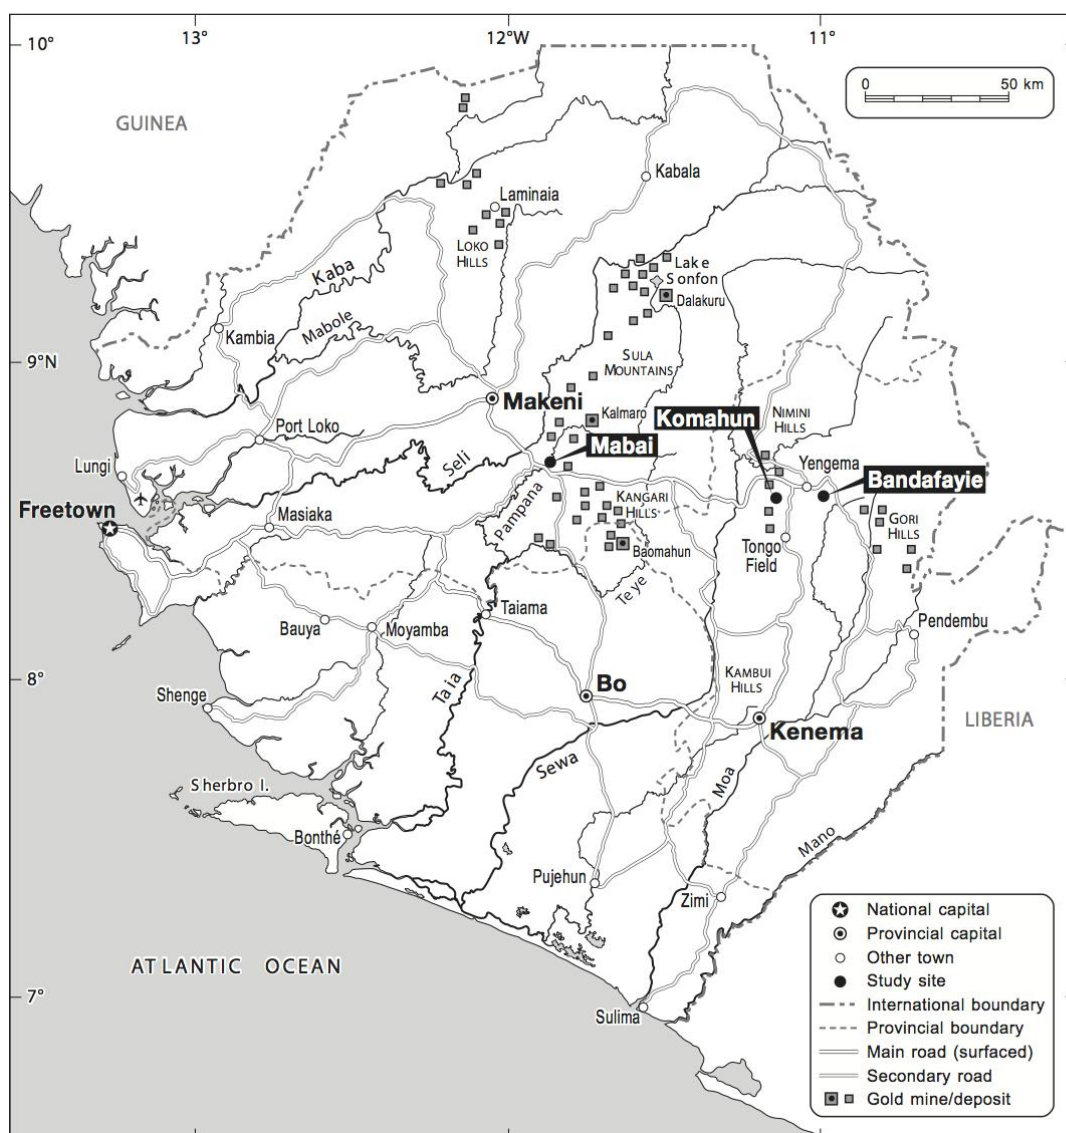 13°
12°W
11°
10°
0
50 km
GUINEA
Kabala
Laminaia
LOKO
HILLS
Kaba
Lake
Sonfon
Dalakuru
Mabole
Kambia
9°N
SULA
MOUNTAINS
Makeni
Kalmaro
Komahun
NIMINI
HILLS
Port Loko
Mabai
Seli
Lungi
Yengema
Bandafayie
Pampana
KANGARI
HILLS
Freetown
Masiaka
GORI
HILLS
Baomahun
Tongo
Field
Teye
Taiama
Bauya
Moyamba
Pendembu
8°
KAMBUI
HILLS
Bo
Taia
Shenge
LIBERIA
Kenema
Sewa
Sherbro I.
Moa
Bonthé
Mano
Pujehun
Zimi
ATLANTIC OCEAN
7°
Sulima
National capital
Provincial capital
Other town
Study site
International boundary
Provincial boundary
Main road (surfaced)
Secondary road
Gold mine/deposit